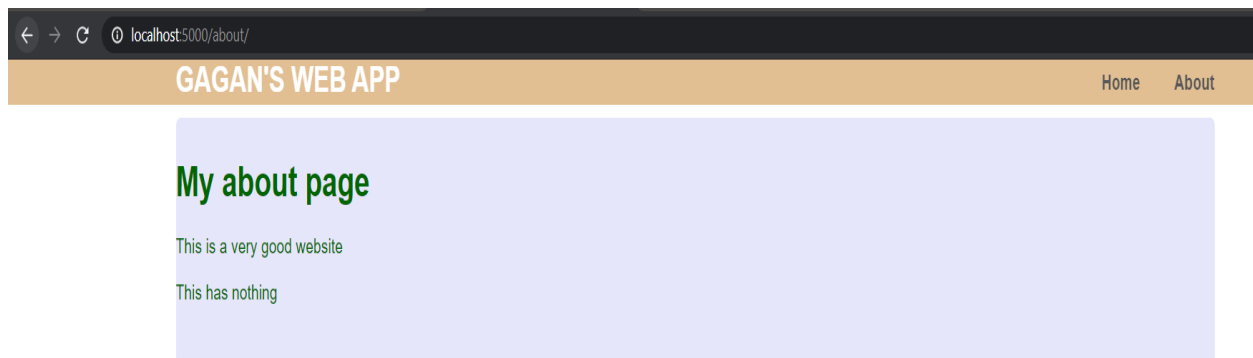 localhost:5000/about/
GAGAN'S WEB APP
Home About
My about page
This is a very good website
This has nothing